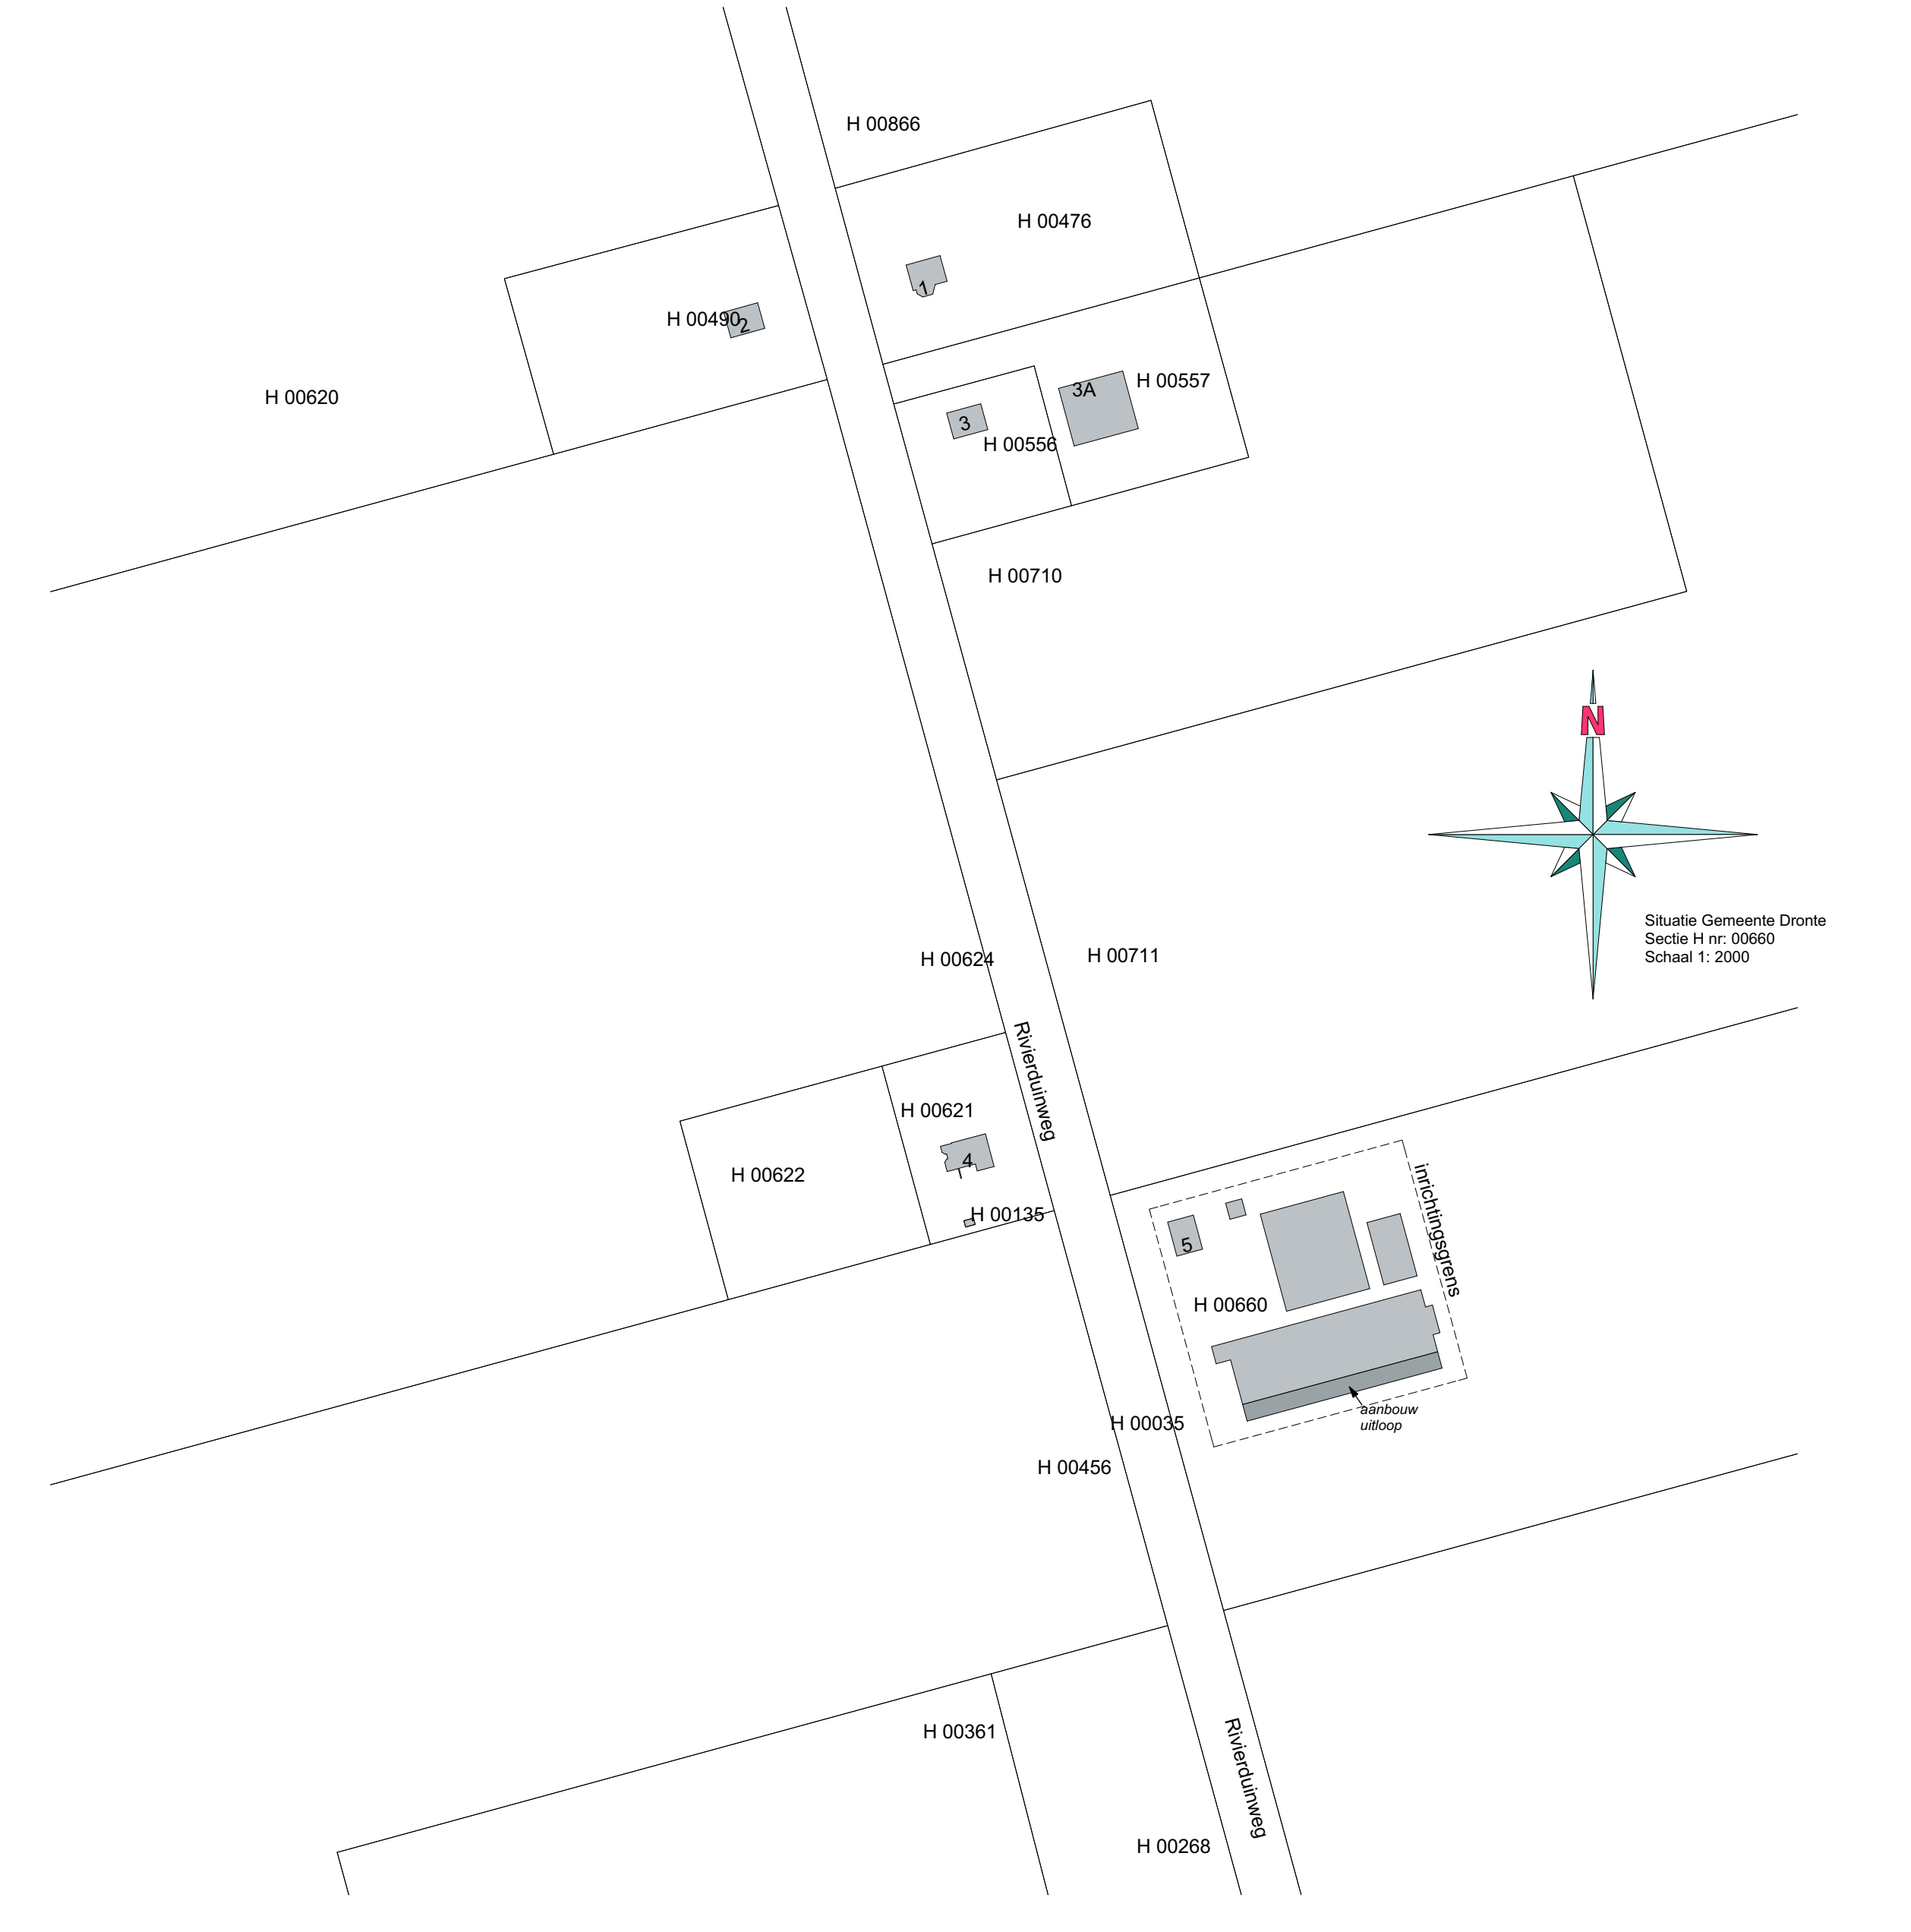 H 00866
H 00476
1
H 00490
2
H 00620
3A
H 00557
3
H 00556
H 00710
N
Situatie Gemeente Dronte
Sectie H nr: 00660
Schaal 1: 2000
H 00624
H 00711
Rivierduinweg
H 00621
4
H 00622
H 00135
inrichtingsgrens
5
H 00660
aanbouw
uitloop
H 00035
H 00456
H 00361
Rivierduinweg
H 00268